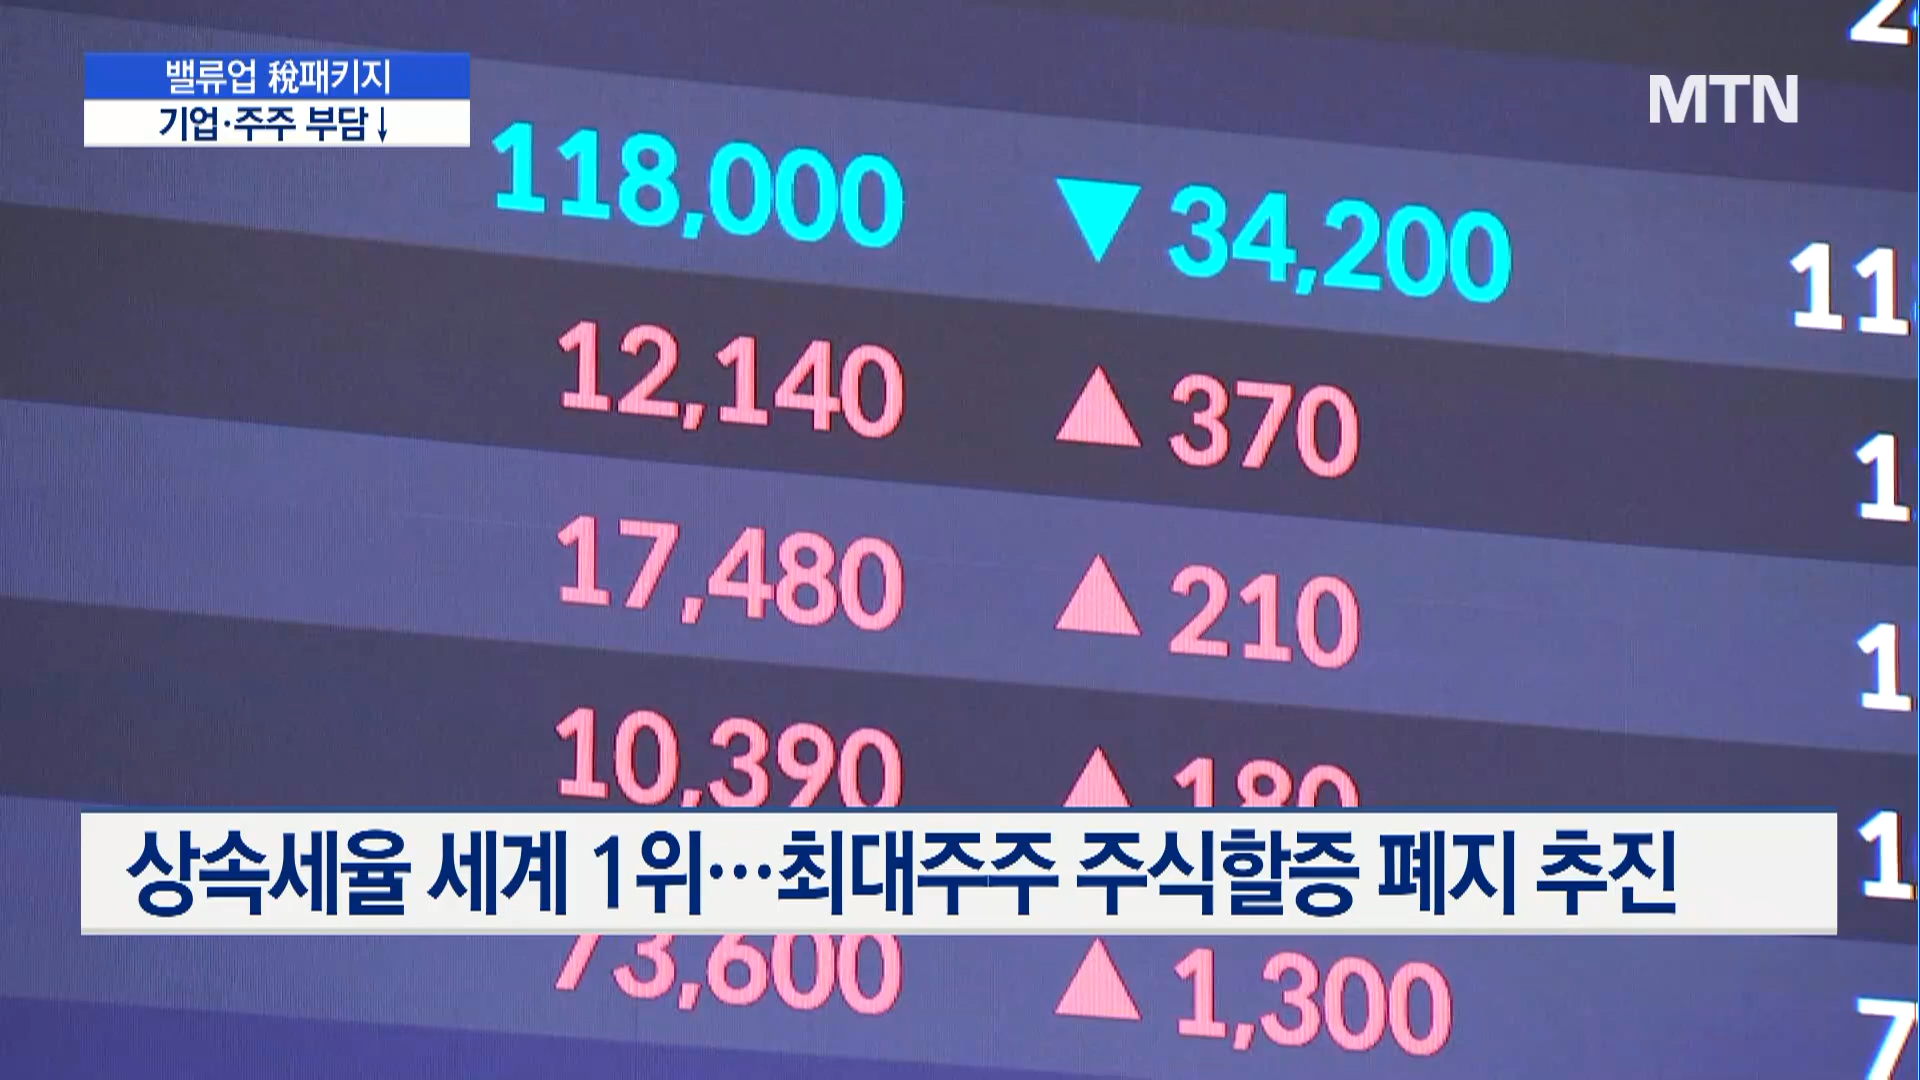 밸류업 稅패키지
기업·주주 부담↓
MTN
118,000 ▼ 34,200
12,140 ▲ 370
17,480 ▲ 210
10,390 ▲ 180
상속세율 세계 1위…최대주주 주식할증 폐지 추진
73,600 ▲ 1,300